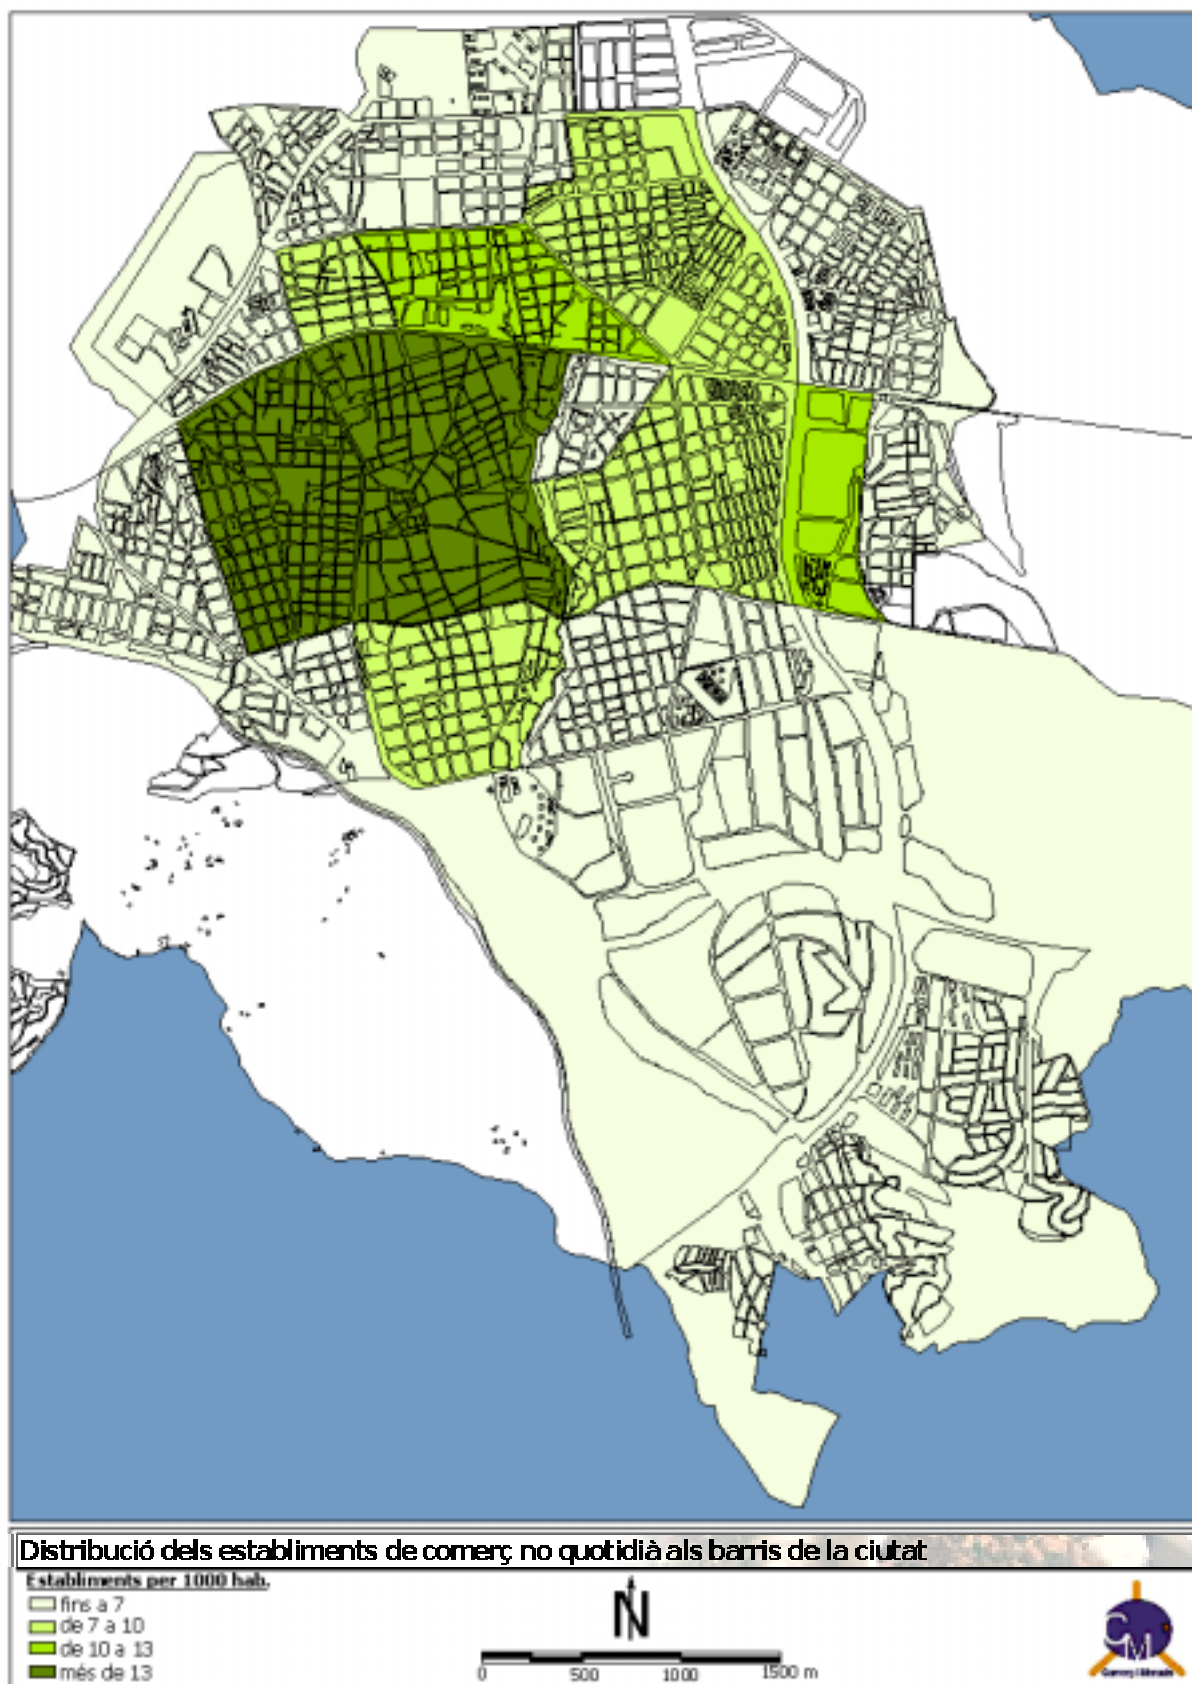 Distribució dels establiments de comerç no quotidià als barris de la ciutat
Establiments per 1000 hab.
fins a 7
de 7 a 10
de 10 a 13
més de 13
N
0 500 1000 1500 m
CM